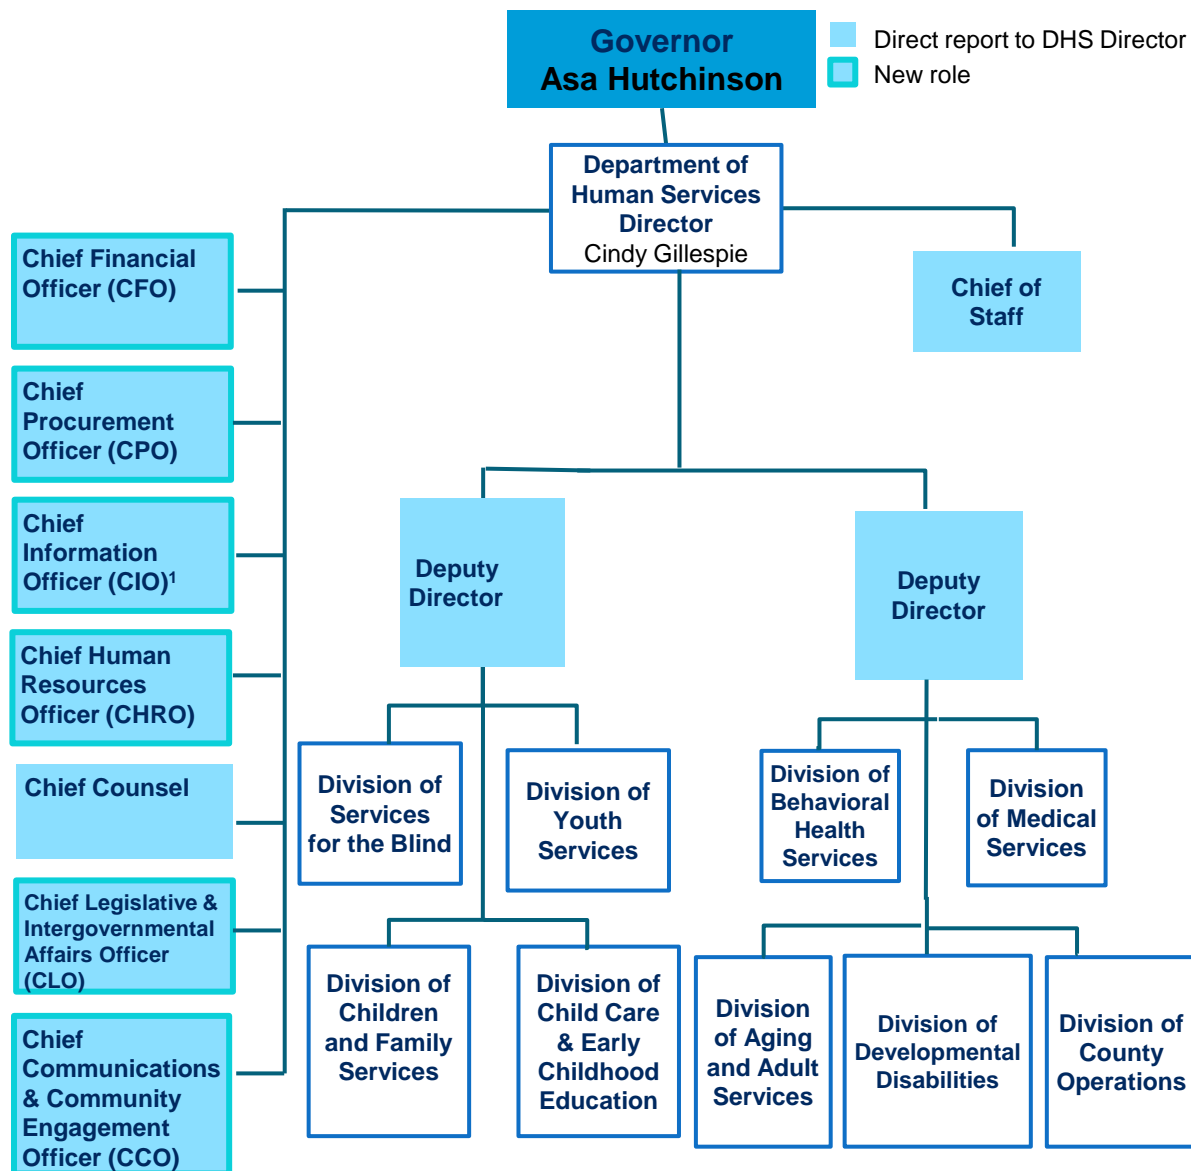 Governor
Asa Hutchinson
Direct report to DHS Director
New role
Department of
Human Services
Director
Cindy Gillespie
Chief of
Staff
Chief Financial
Officer (CFO)
Chief
Procurement
Officer (CPO)
Chief
Information
Officer (CIO)¹
Chief Human
Resources
Officer (CHRO)
Chief Counsel
Chief Legislative &
Intergovernmental
Affairs Officer
(CLO)
Chief
Communications
& Community
Engagement
Officer (CCO)
Deputy
Director
Deputy
Director
Division of
Services
for the Blind
Division of
Youth
Services
Division of
Behavioral
Health
Services
Division
of Medical
Services
Division of
Children
and Family
Services
Division of
Child Care
& Early
Childhood
Education
Division
of Aging
and Adult
Services
Division of
Developmental
Disabilities
Division of
County
Operations